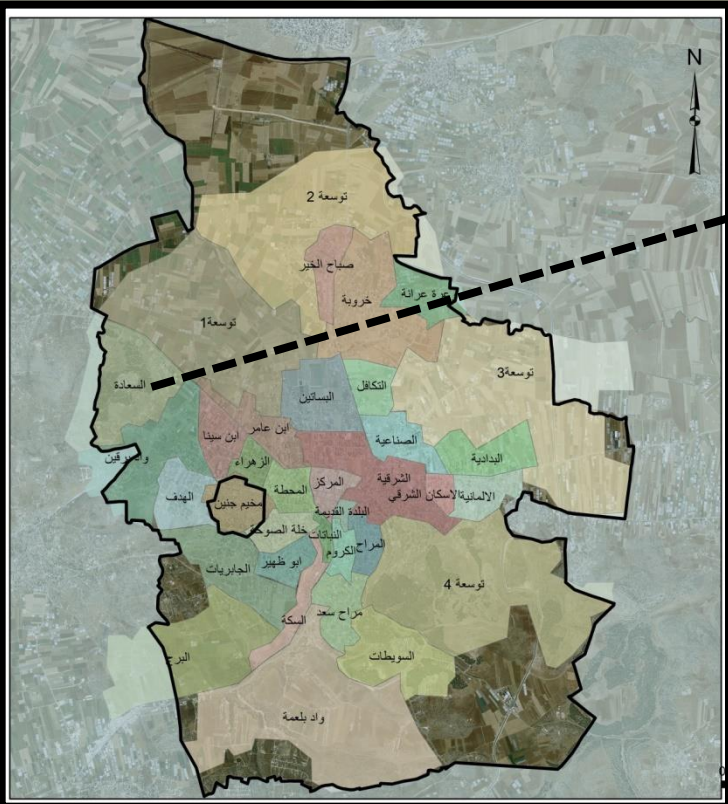 N
توسعة 2
صباح الخير
خروبة
عرة عرانة
توسعة1
توسعة3
السعادة
التكافل
البساتين
ابن عامر
ابن سينا
الصناعية
البدادية
الزهراء
الشرقية
المركز
المحطة
الهدف
مخيم جنين
الاسكان الشرقي
الالمانية
البلدة القديمة
خلة الصوحة
النباتات
المراح
الكروم
ابو ظهير
الجابريات
توسعة 4
مراح سعد
السكة
السويطات
البرج
واد بلعمة